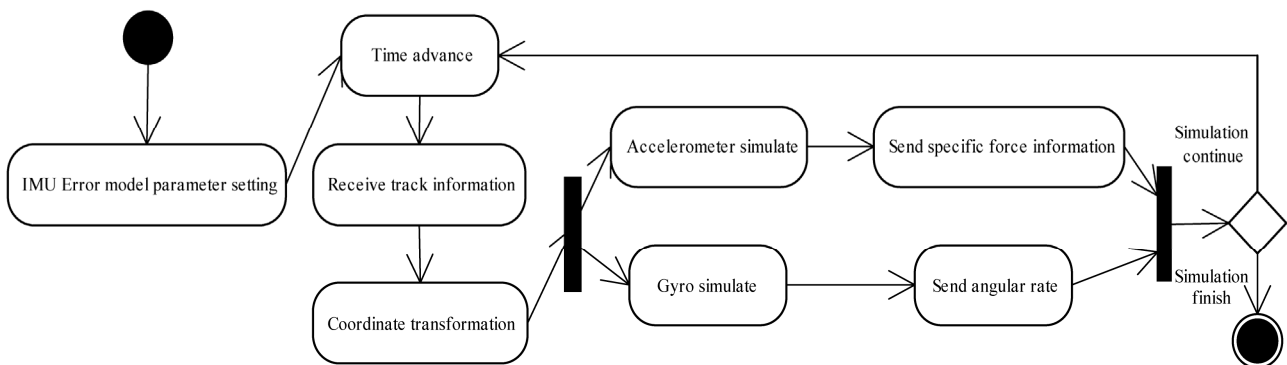 Time advance
IMU Error model parameter setting
Receive track information
Coordinate transformation
Accelerometer simulate
Send specific force information
Gyro simulate
Send angular rate
Simulation
continue
Simulation
finish